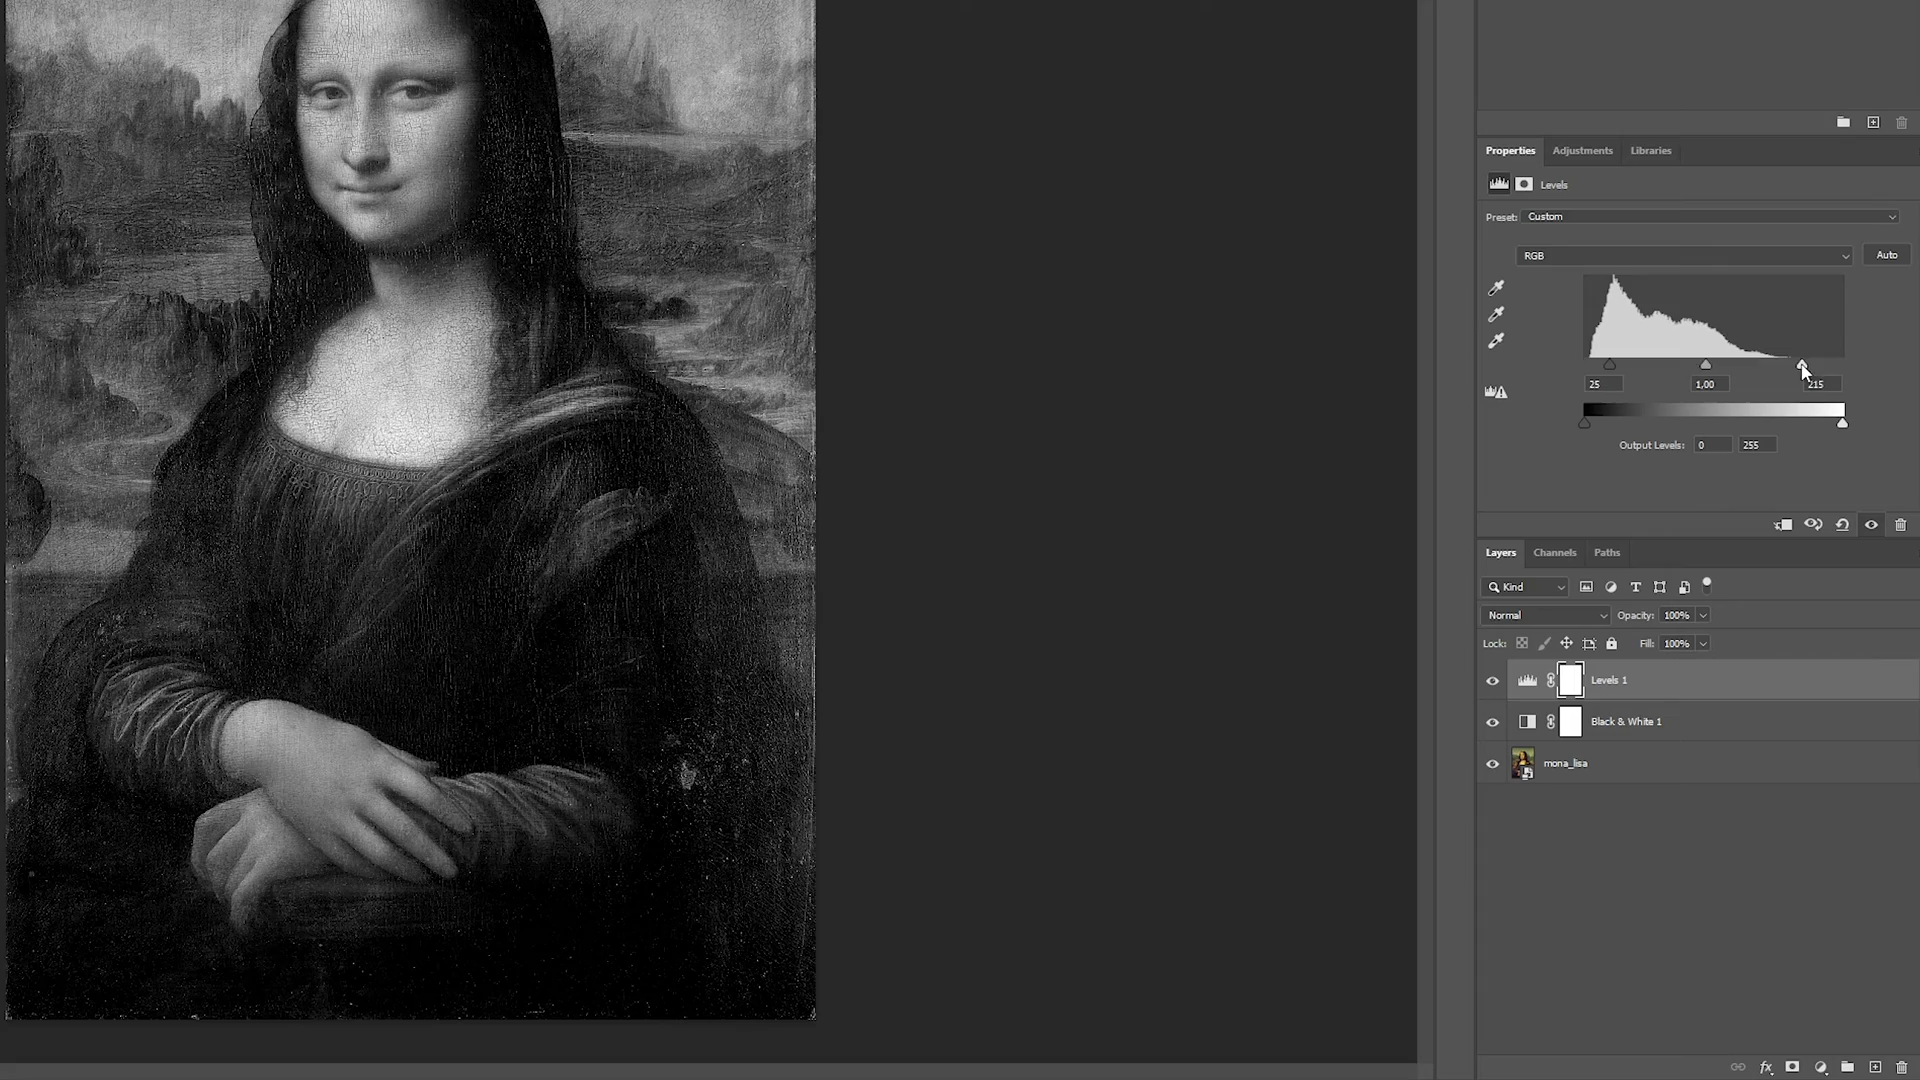 Properties Adjustments Libraries
Levels
Preset: Custom
RGB Auto
25 1,00 215
Output Levels: 0 255
Layers Channels Paths
Kind T
Normal Opacity: 100%
Lock: Fill: 100%
Levels 1
Black & White 1
mona_lisa
fx